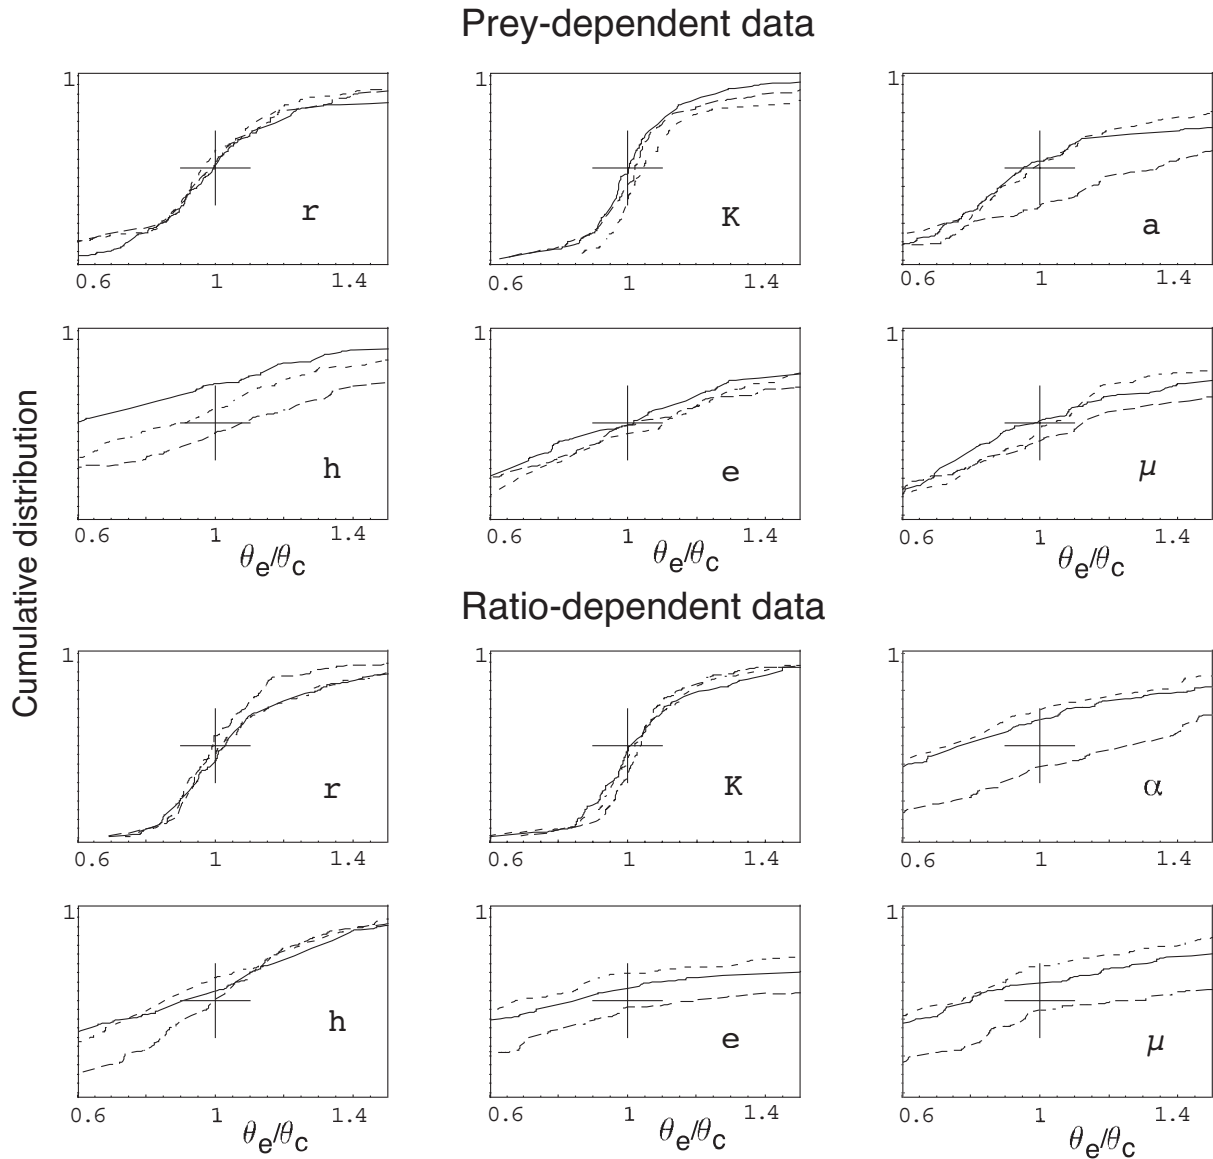 Prey-dependent data
1
r
0.6 1 1.4
1
K
0.6 1 1.4
1
a
0.6 1 1.4
1
h
0.6 1 1.4
θe/θc
1
e
0.6 1 1.4
θe/θc
1
μ
0.6 1 1.4
θe/θc
Cumulative distribution
Ratio-dependent data
1
r
0.6 1 1.4
1
K
0.6 1 1.4
1
α
0.6 1 1.4
1
h
0.6 1 1.4
θe/θc
1
e
0.6 1 1.4
θe/θc
1
μ
0.6 1 1.4
θe/θc